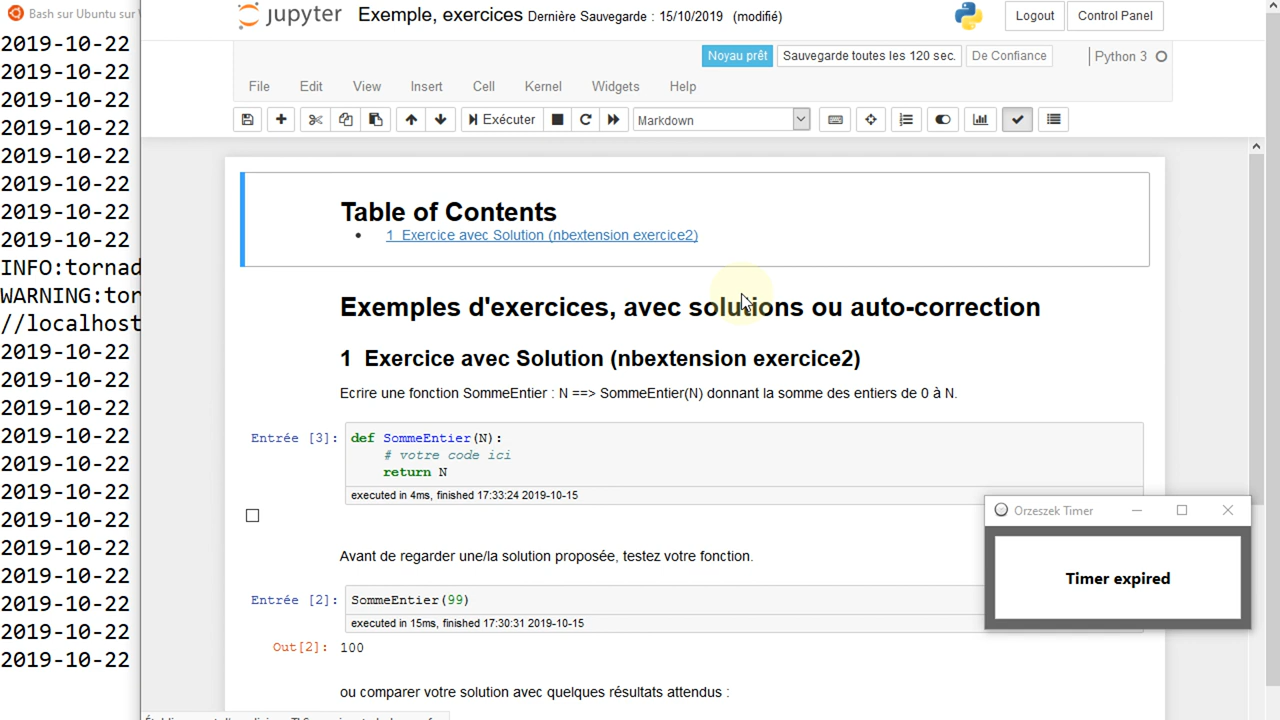 Bash sur Ubuntu sur
2019-10-22
2019-10-22
2019-10-22
2019-10-22
2019-10-22
2019-10-22
2019-10-22
2019-10-22
INFO:tornad
WARNING:tor
//localhost
2019-10-22
2019-10-22
2019-10-22
2019-10-22
2019-10-22
2019-10-22
2019-10-22
2019-10-22
2019-10-22
2019-10-22
2019-10-22
2019-10-22
jupyter Exemple, exercices Dernière Sauvegarde : 15/10/2019 (modifié)
Logout Control Panel
Noyau prêt Sauvegarde toutes les 120 sec. De Confiance Python 3
File Edit View Insert Cell Kernel Widgets Help
Exécuter Markdown
Table of Contents
• 1 Exercice avec Solution (nbextension exercice2)
Exemples d'exercices, avec solutions ou auto-correction
1 Exercice avec Solution (nbextension exercice2)
Ecrire une fonction SommeEntier : N ==> SommeEntier(N) donnant la somme des entiers de 0 à N.
Entrée [3]: def SommeEntier(N):
# votre code ici
return N
executed in 4ms, finished 17:33:24 2019-10-15
Avant de regarder une/la solution proposée, testez votre fonction.
Entrée [2]: SommeEntier(99)
executed in 15ms, finished 17:30:31 2019-10-15
Out[2]: 100
ou comparer votre solution avec quelques résultats attendus :
Orzeszek Timer
Timer expired